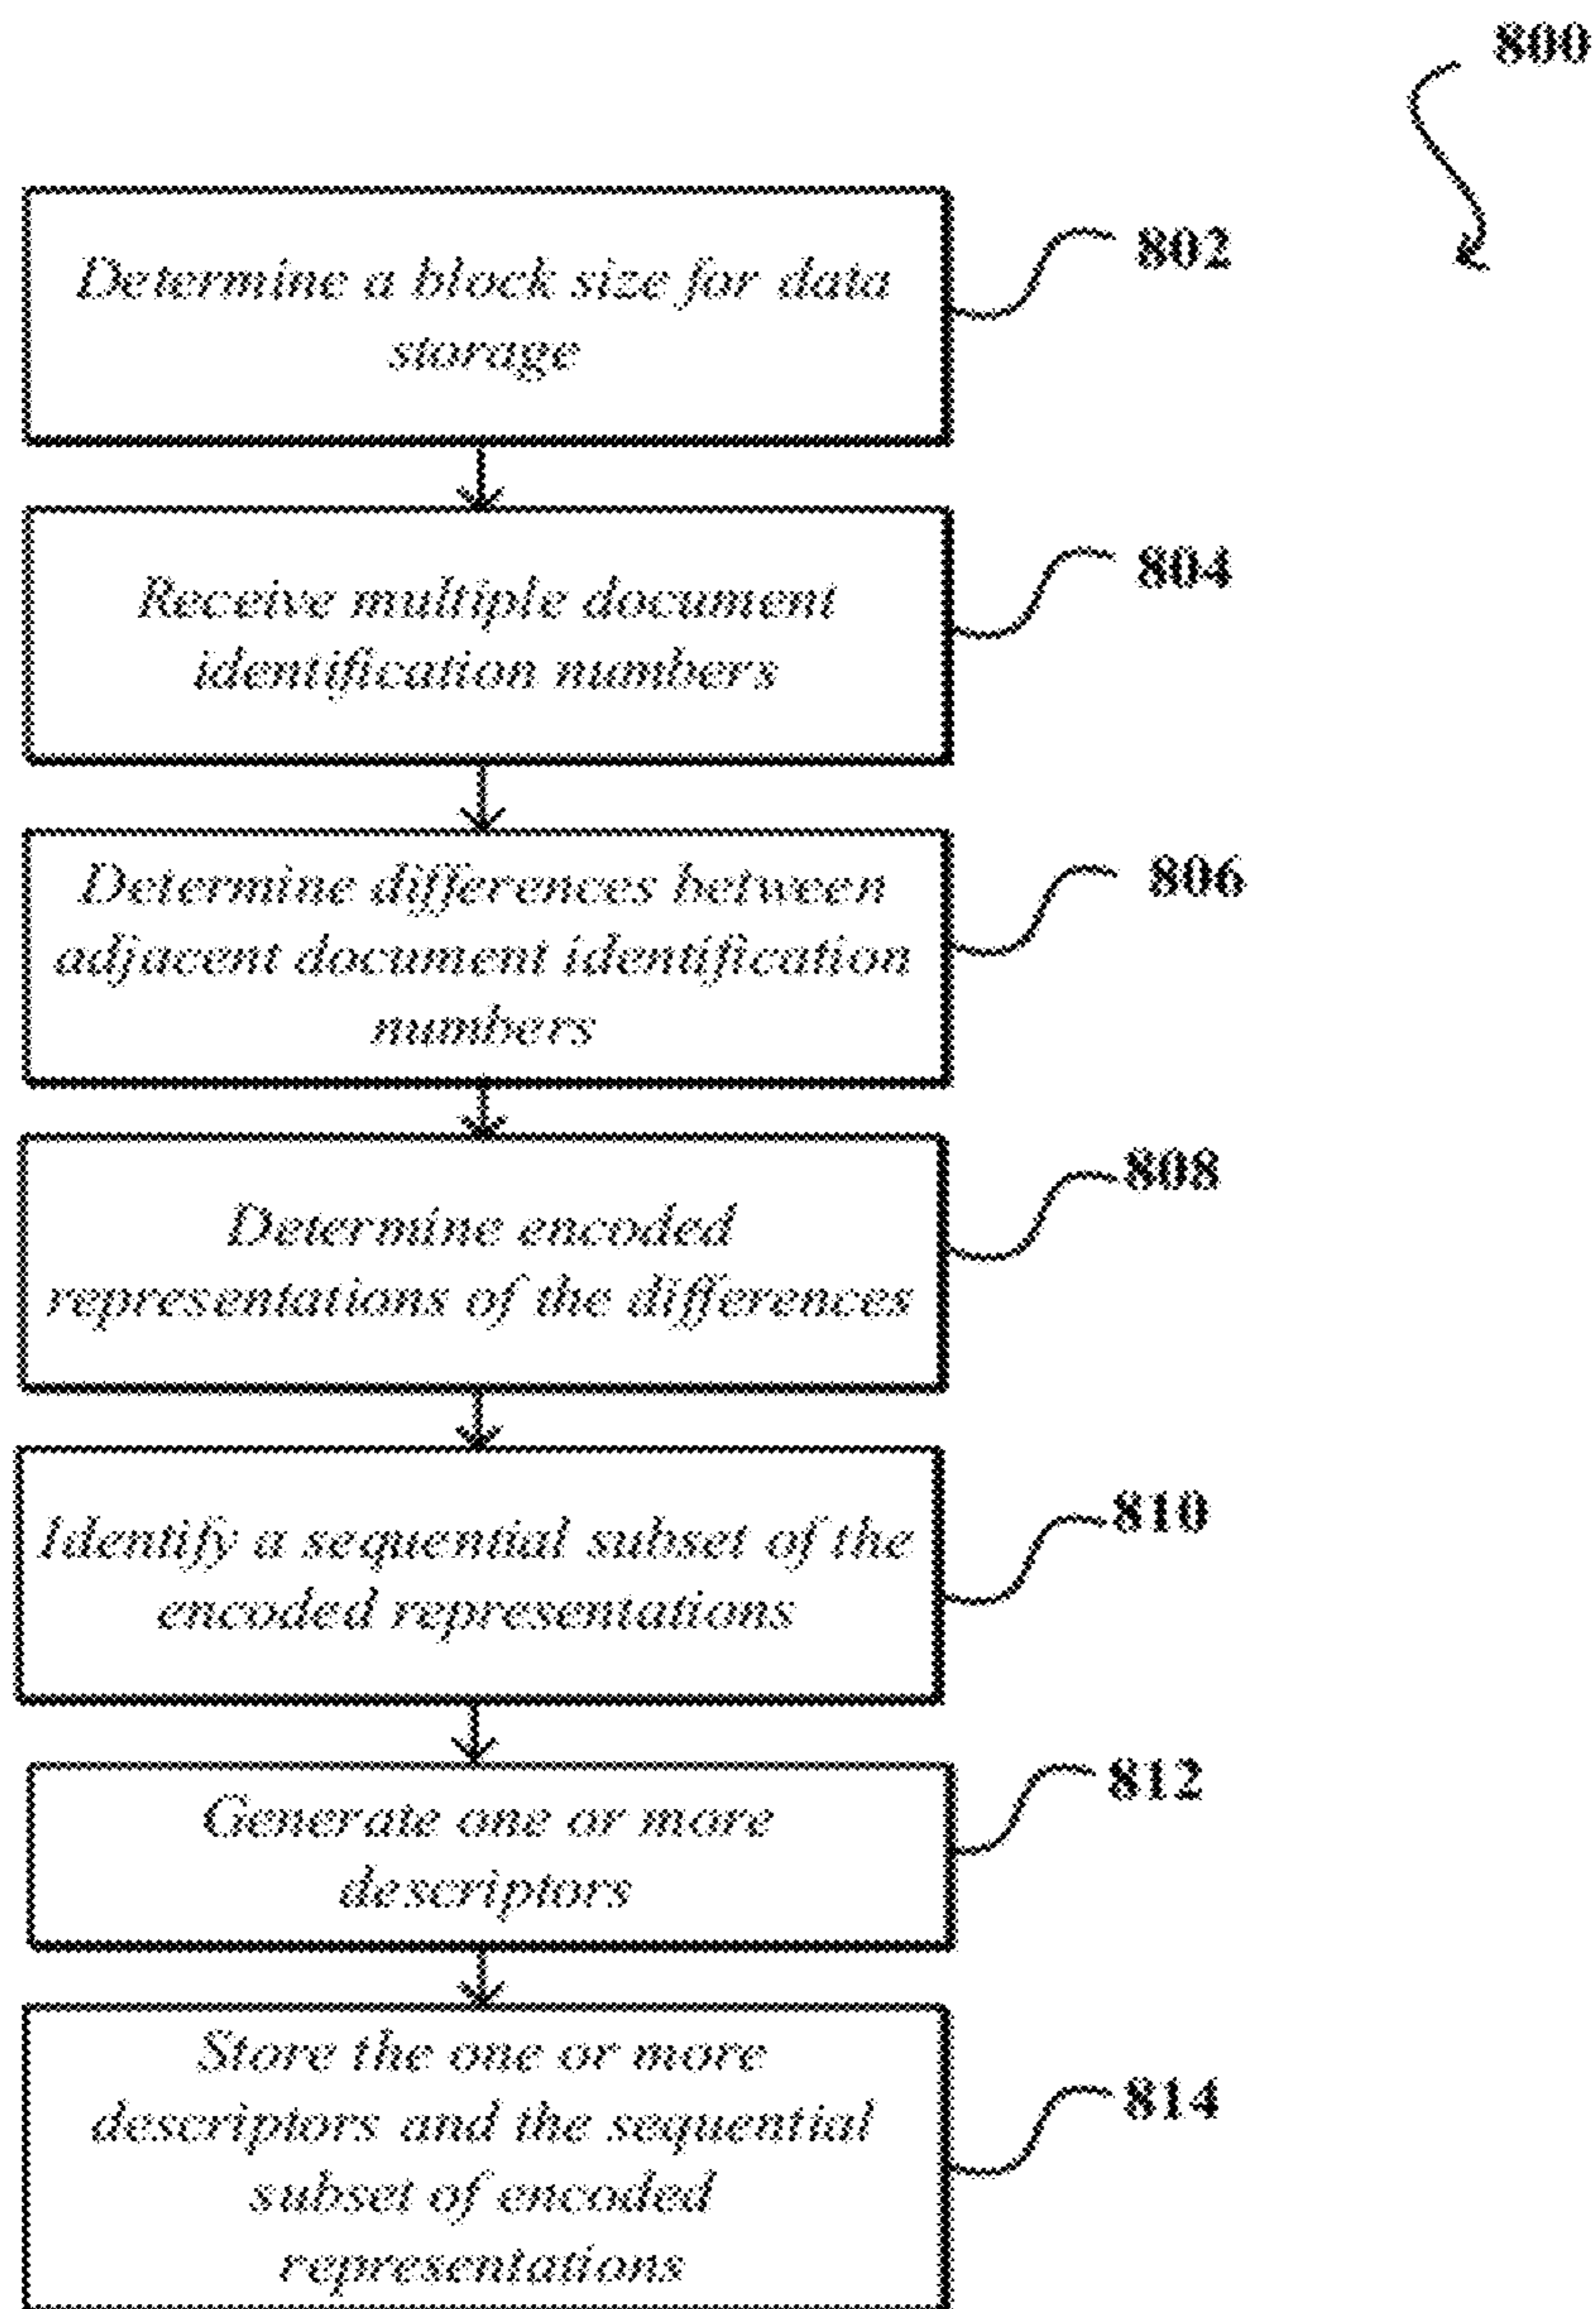 800
Determine a block size for data
storage
802
Receive multiple document
identification numbers
804
Determine differences between
adjacent document identification
numbers
806
Determine encoded
representations of the differences
808
Identify a sequential subset of the
encoded representations
810
Generate one or more
descriptors
812
Store the one or more
descriptors and the sequential
subset of encoded
representations
814